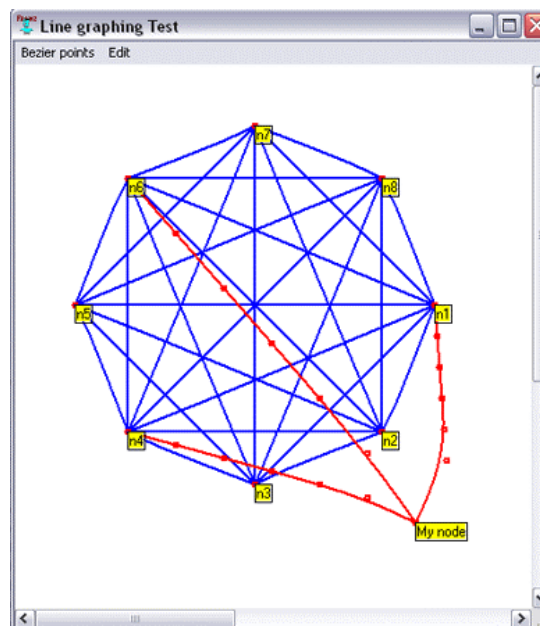 Line graphing Test
Bezier points Edit
n7
n6
n8
n5
n1
n4
n2
n3
My node